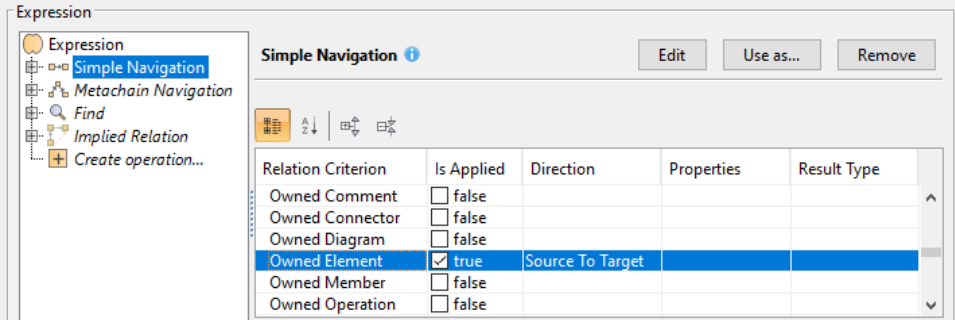 Expression
Expression
Simple Navigation
Metachain Navigation
Find
Implied Relation
Create operation...
Simple Navigation
Edit
Use as...
Remove
Relation Criterion Is Applied Direction Properties Result Type
Owned Comment false
Owned Connector false
Owned Diagram false
Owned Element true Source To Target
Owned Member false
Owned Operation false